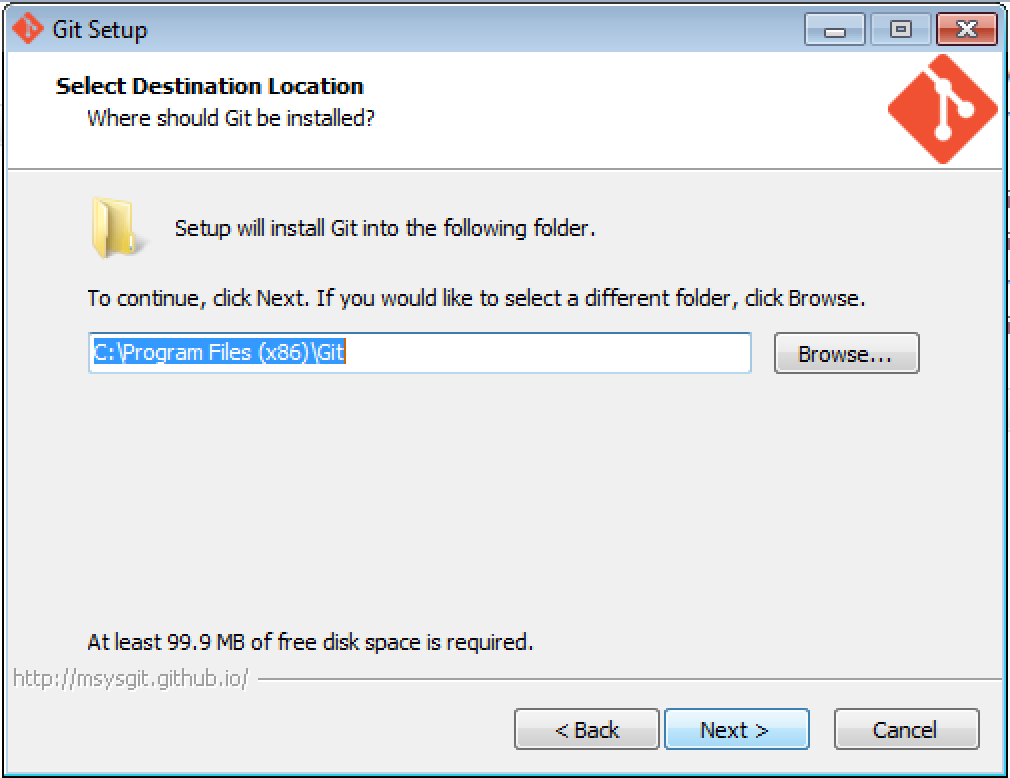 Git Setup
Select Destination Location
Where should Git be installed?
Setup will install Git into the following folder.
To continue, click Next. If you would like to select a different folder, click Browse.
C:\Program Files (x86)\Git
Browse...
At least 99.9 MB of free disk space is required.
http://msysgit.github.io/
< Back
Next >
Cancel